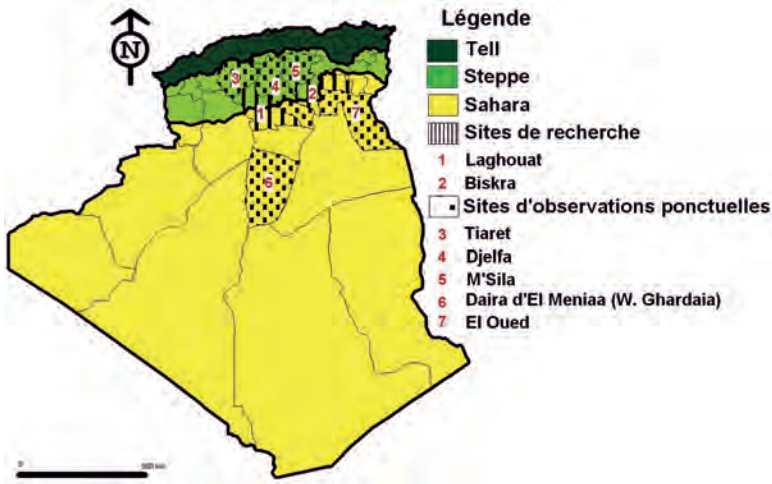 N
Légende
Tell
Steppe
Sahara
Sites de recherche
1 Laghouat
2 Biskra
Sites d'observations ponctuelles
3 Tiaret
4 Djelfa
5 M'Sila
6 Daira d'El Meniaa (W. Ghardaia)
7 El Oued
3 4 5
1 2 7
6
0